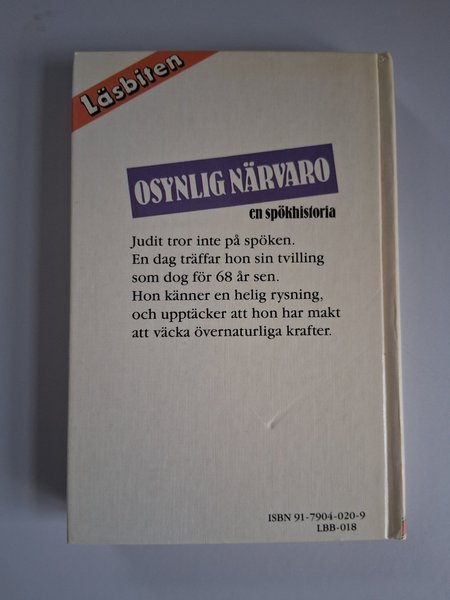 Läsbiten
OSYNLIG NÄRVARO
en spökhistoria
Judit tror inte på spöken.
En dag träffar hon sin tvilling
som dog för 68 år sen.
Hon känner en helig rysning,
och upptäcker att hon har makt
att väcka övernaturliga krafter.
ISBN 91-7904-020-9
LBB-018